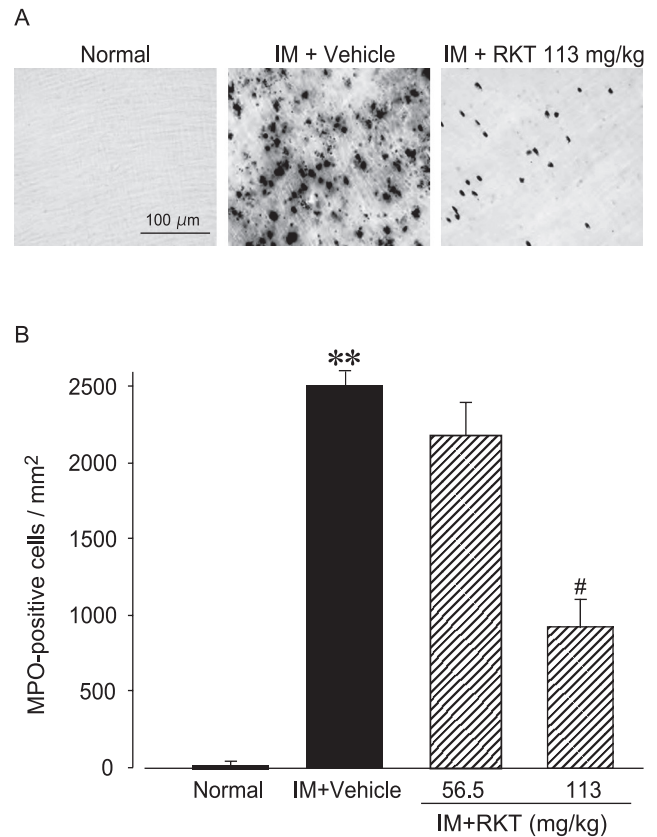 A
Normal IM + Vehicle IM + RKT 113 mg/kg
100 μm
B
MPO-positive cells / mm²
2500
2000
1500
1000
500
0
**
#
Normal IM+Vehicle 56.5 113
IM+RKT (mg/kg)